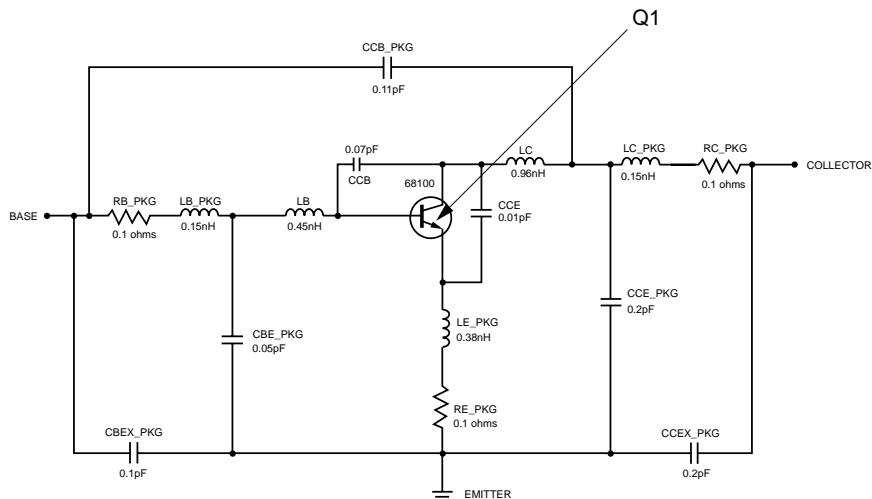 Q1
CCB_PKG
0.11pF
0.07pF
CCB
LC
0.96nH
LC_PKG
0.15nH
RC_PKG
0.1 ohms
COLLECTOR
68100
CCE
0.01pF
BASE
RB_PKG
0.1 ohms
LB_PKG
0.15nH
LB
0.45nH
CCE_PKG
0.2pF
LE_PKG
0.38nH
CBE_PKG
0.05pF
RE_PKG
0.1 ohms
CBEX_PKG
0.1pF
CCEX_PKG
0.2pF
EMITTER